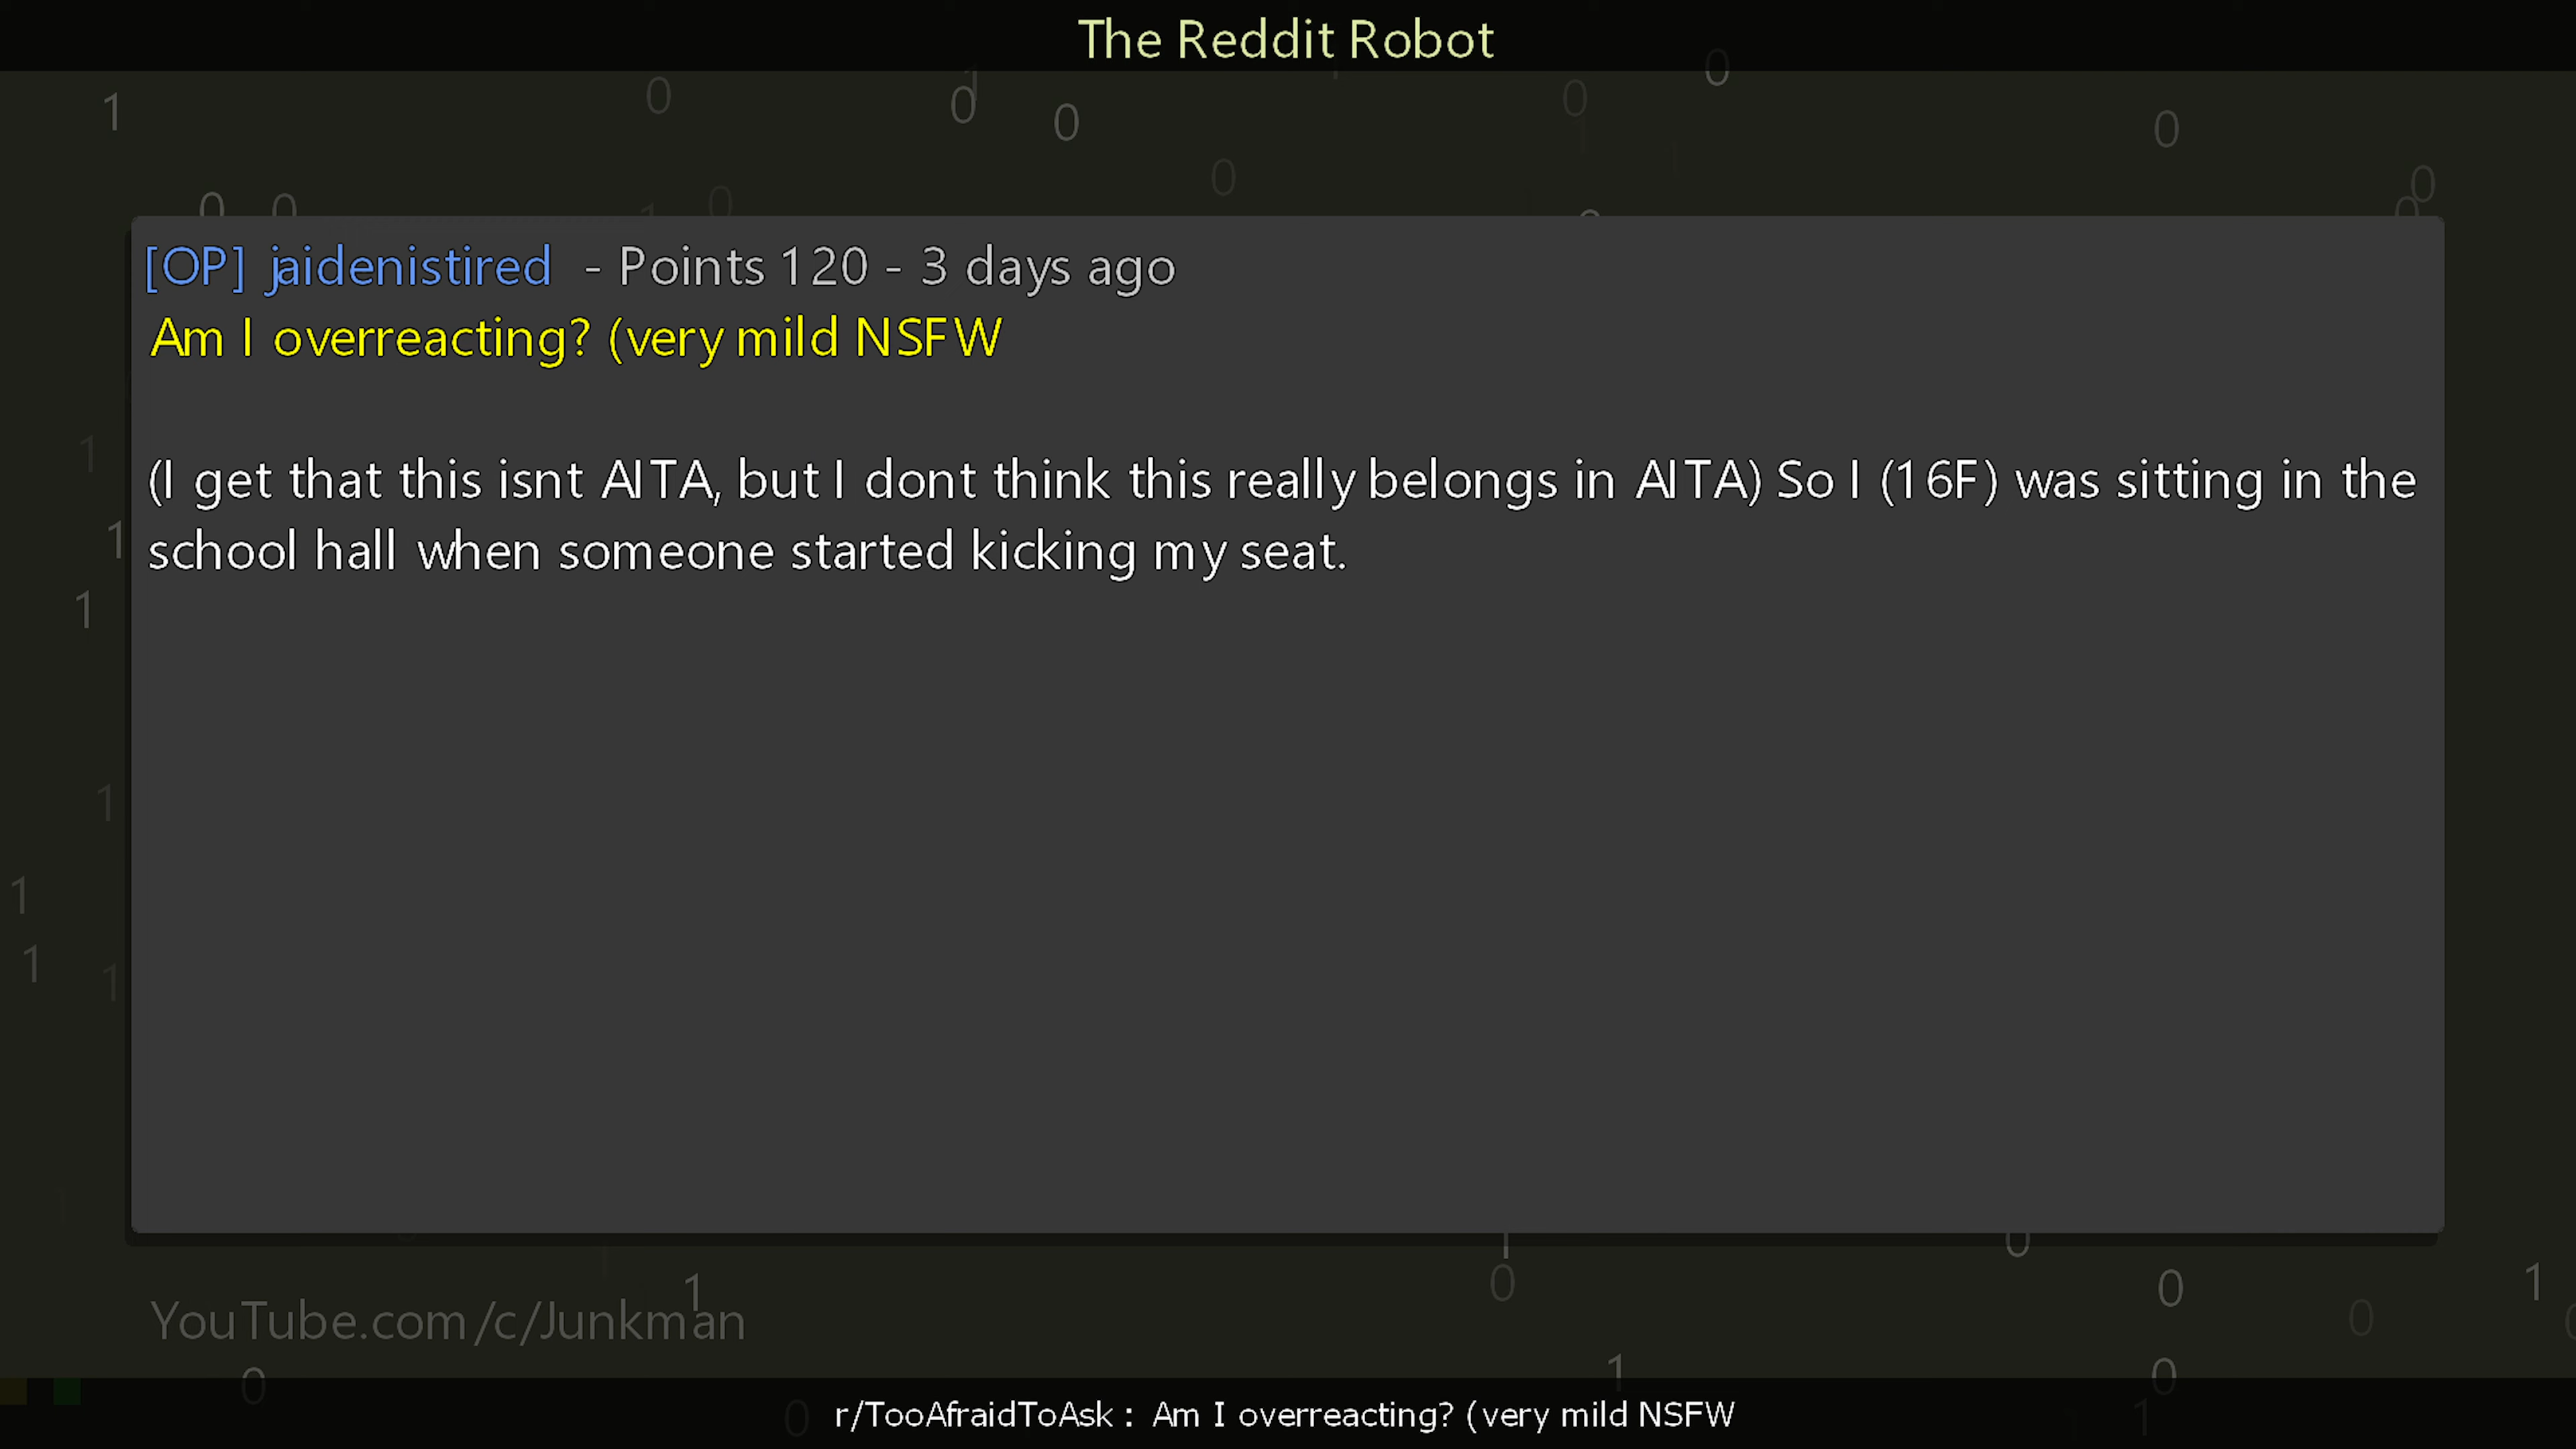 The Reddit Robot
[OP] jaidenistired - Points 120 - 3 days ago
Am I overreacting? (very mild NSFW
(I get that this isnt AITA, but I dont think this really belongs in AITA) So I (16F) was sitting in the
school hall when someone started kicking my seat.
YouTube.com/c/Junkman
r/TooAfraidToAsk : Am I overreacting? (very mild NSFW